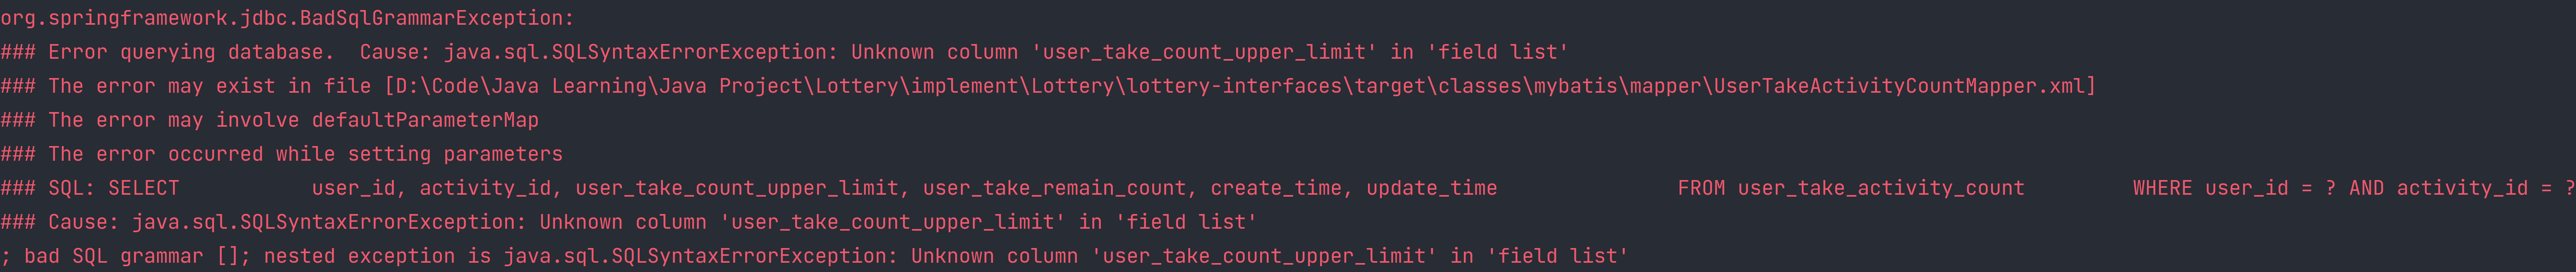 org.springframework.jdbc.BadSqlGrammarException:
### Error querying database.  Cause: java.sql.SQLSyntaxErrorException: Unknown column 'user_take_count_upper_limit' in 'field list'
### The error may exist in file [D:\Code\Java Learning\Java Project\Lottery\implement\Lottery\lottery-interfaces\target\classes\mybatis\mapper\UserTakeActivityCountMapper.xml]
### The error may involve defaultParameterMap
### The error occurred while setting parameters
### SQL: SELECT           user_id, activity_id, user_take_count_upper_limit, user_take_remain_count, create_time, update_time               FROM user_take_activity_count         WHERE user_id = ? AND activity_id = ?
### Cause: java.sql.SQLSyntaxErrorException: Unknown column 'user_take_count_upper_limit' in 'field list'
; bad SQL grammar []; nested exception is java.sql.SQLSyntaxErrorException: Unknown column 'user_take_count_upper_limit' in 'field list'